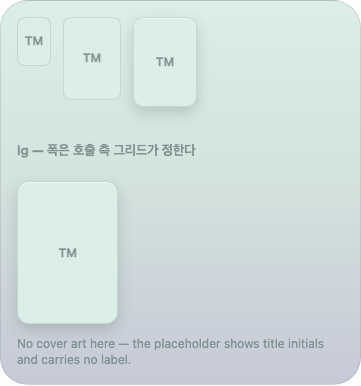 TM TM TM
lg — 폭은 호출 측 그리드가 정한다
TM
No cover art here — the placeholder shows title initials
and carries no label.